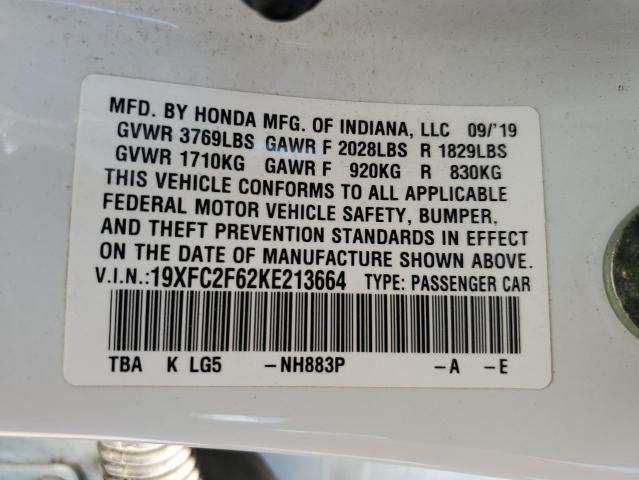 MFD. BY HONDA MFG. OF INDIANA, LLC 09/'19
GVWR 3769LBS GAWR F 2028LBS R 1829LBS
GVWR 1710KG GAWR F 920KG R 830KG
THIS VEHICLE CONFORMS TO ALL APPLICABLE
FEDERAL MOTOR VEHICLE SAFETY, BUMPER,
AND THEFT PREVENTION STANDARDS IN EFFECT
ON THE DATE OF MANUFACTURE SHOWN ABOVE.
V.I.N.:19XFC2F62KE213664 TYPE: PASSENGER CAR
TBA K LG5 –NH883P –A –E